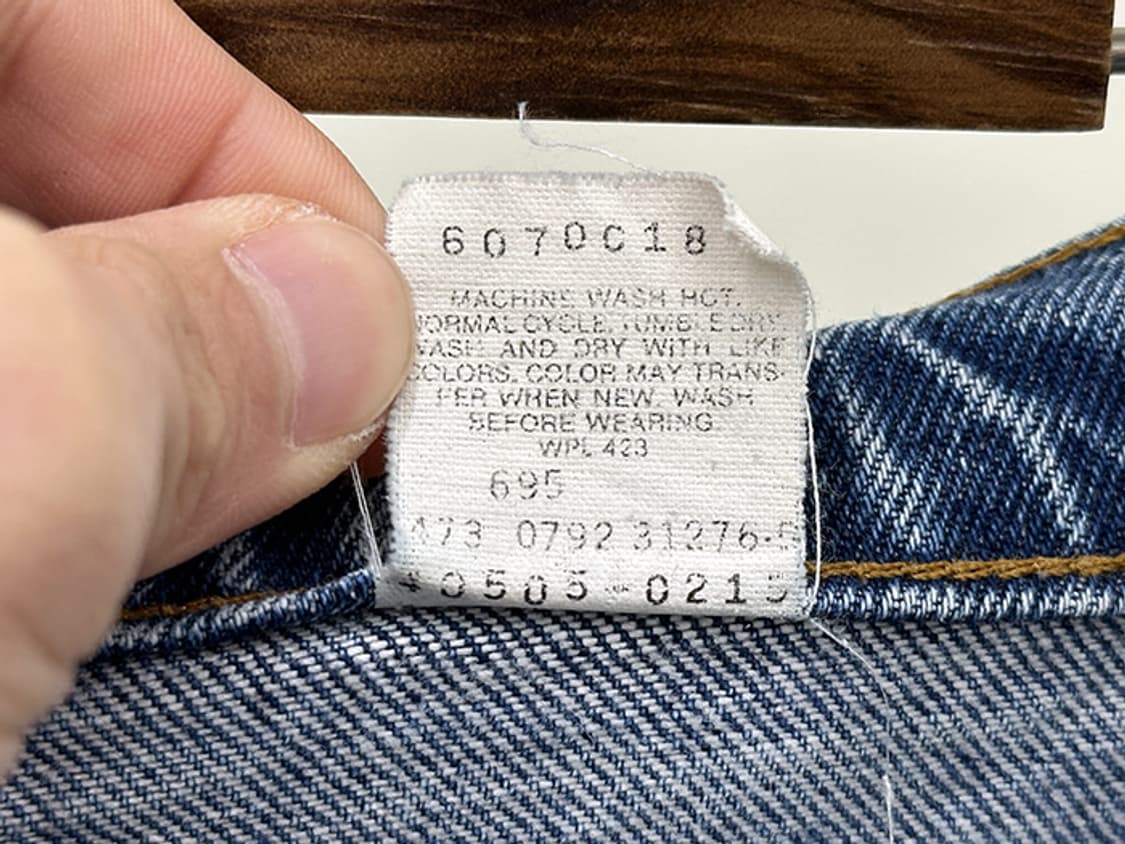 6070C18
MACHINE WASH HOT.
NORMAL CYCLE. TUMBLE DRY
WASH AND DRY WITH LIKE
COLORS. COLOR MAY TRANS-
FER WHEN NEW. WASH
BEFORE WEARING
WPL 423
695
473 0792 31276-5
40505-0215